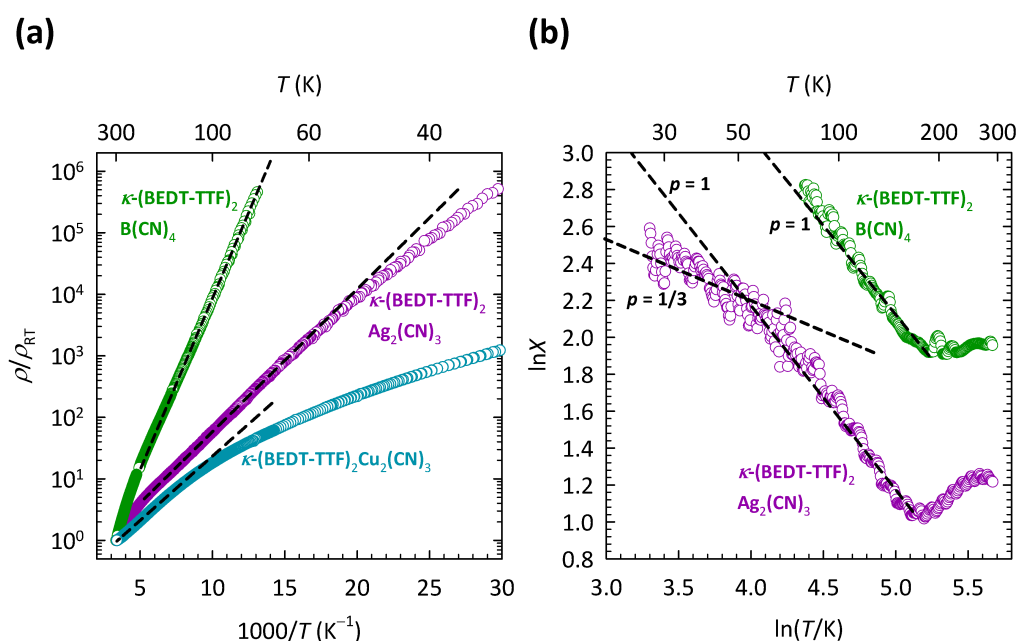 (a)
T (K)
300 100 60 40
10⁶
10⁵
10⁴
10³
10²
10¹
10⁰
ρ/ρRT
κ-(BEDT-TTF)₂
B(CN)₄
κ-(BEDT-TTF)₂
Ag₂(CN)₃
κ-(BEDT-TTF)₂Cu₂(CN)₃
5 10 15 20 25 30
1000/T (K⁻¹)
(b)
T (K)
30 50 100 200 300
3.0
2.8
2.6
2.4
2.2
2.0
1.8
1.6
1.4
1.2
1.0
0.8
lnX
p = 1
p = 1
p = 1/3
κ-(BEDT-TTF)₂
B(CN)₄
κ-(BEDT-TTF)₂
Ag₂(CN)₃
3.0 3.5 4.0 4.5 5.0 5.5
ln(T/K)